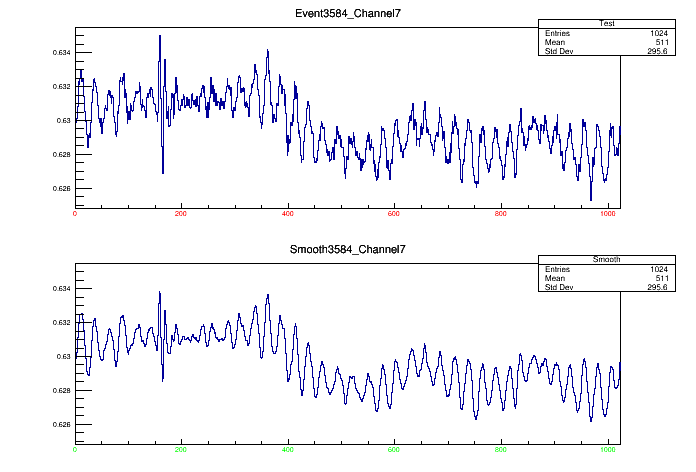 Event3584_Channel7
Test
Entries 1024
Mean 511
Std Dev 295.6
0.634
0.632
0.63
0.628
0.626
0 200 400 600 800 1000
Smooth3584_Channel7
Smooth
Entries 1024
Mean 511
Std Dev 295.6
0.634
0.632
0.63
0.628
0.626
0 200 400 600 800 1000